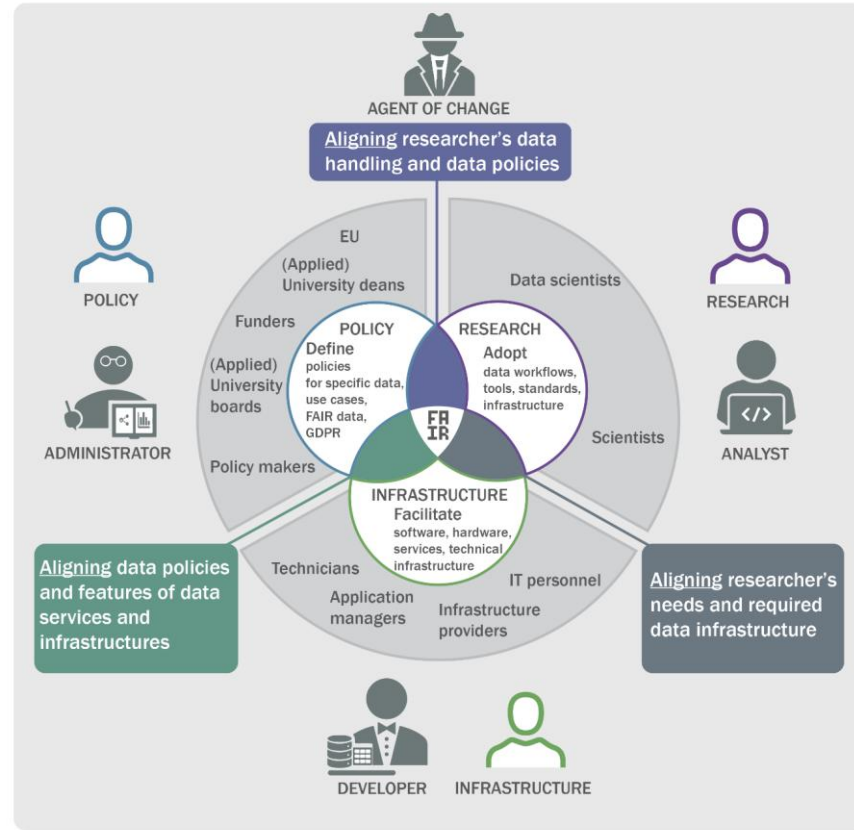 AGENT OF CHANGE
Aligning researcher's data
handling and data policies
EU
(Applied)
University deans
Funders
(Applied)
University
boards
Policy makers
Data scientists
Scientists
POLICY
ADMINISTRATOR
RESEARCH
ANALYST
</>
POLICY
Define
policies
for specific data,
use cases,
FAIR data,
GDPR
RESEARCH
Adopt
data workflows,
tools, standards,
infrastructure
FA
IR
INFRASTRUCTURE
Facilitate
software, hardware,
services, technical
infrastructure
Technicians
Application
managers
Infrastructure
providers
IT personnel
Aligning data policies
and features of data
services and
infrastructures
Aligning researcher's
needs and required
data infrastructure
DEVELOPER
INFRASTRUCTURE